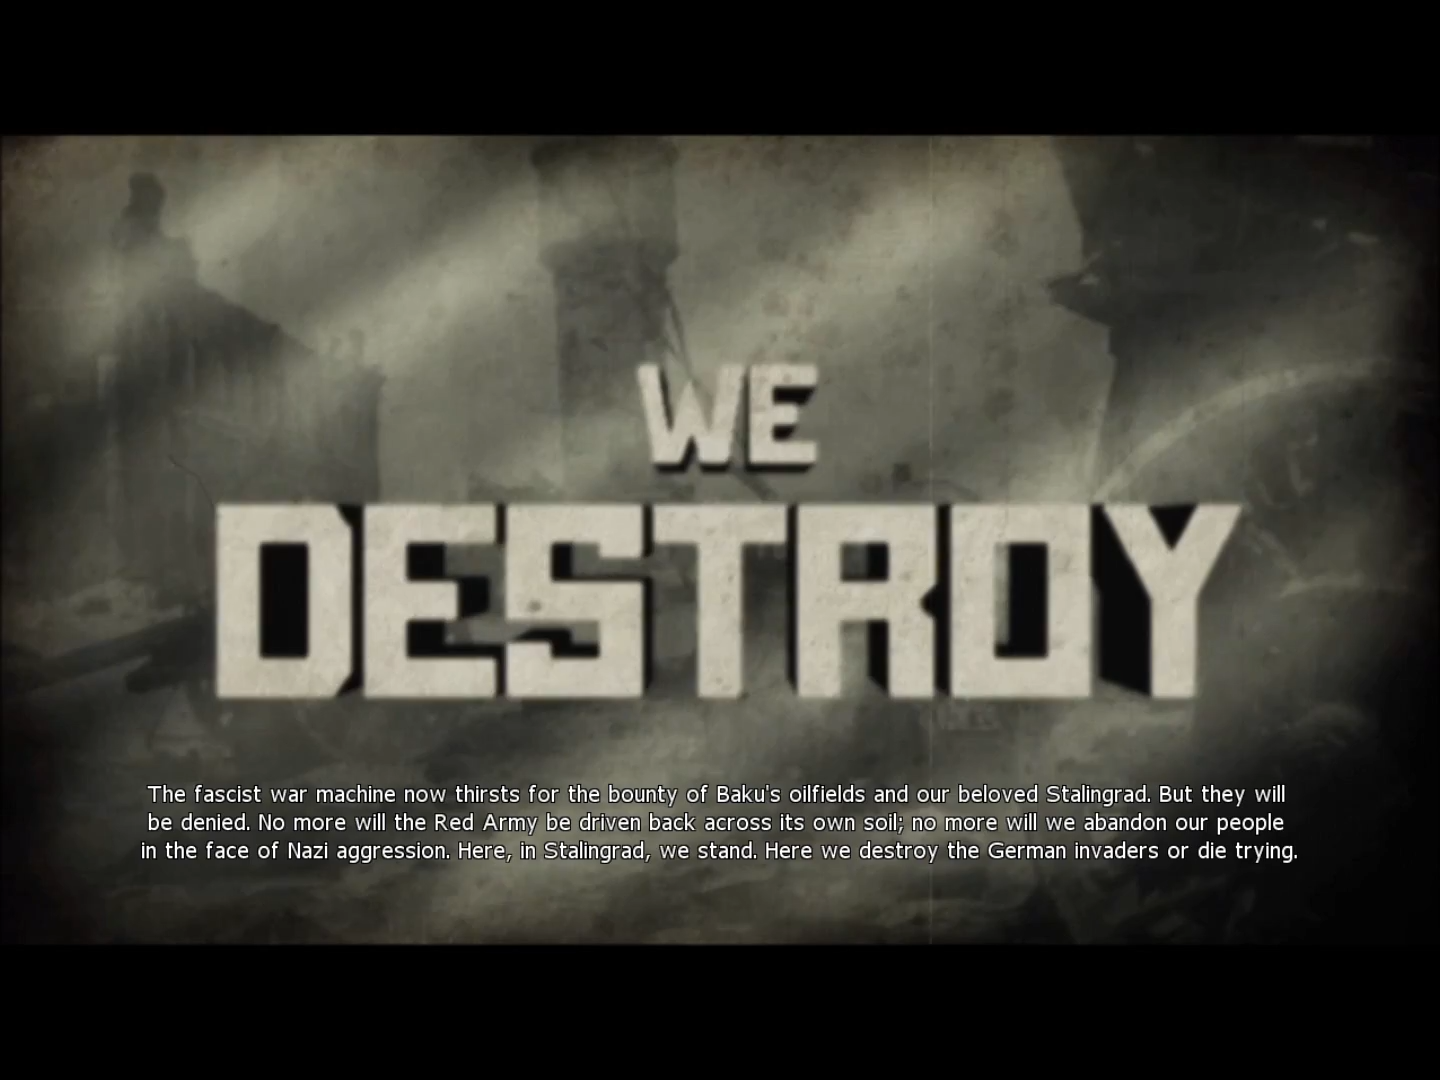 WE
DESTROY
The fascist war machine now thirsts for the bounty of Baku's oilfields and our beloved Stalingrad. But they will
be denied. No more will the Red Army be driven back across its own soil; no more will we abandon our people
in the face of Nazi aggression. Here, in Stalingrad, we stand. Here we destroy the German invaders or die trying.